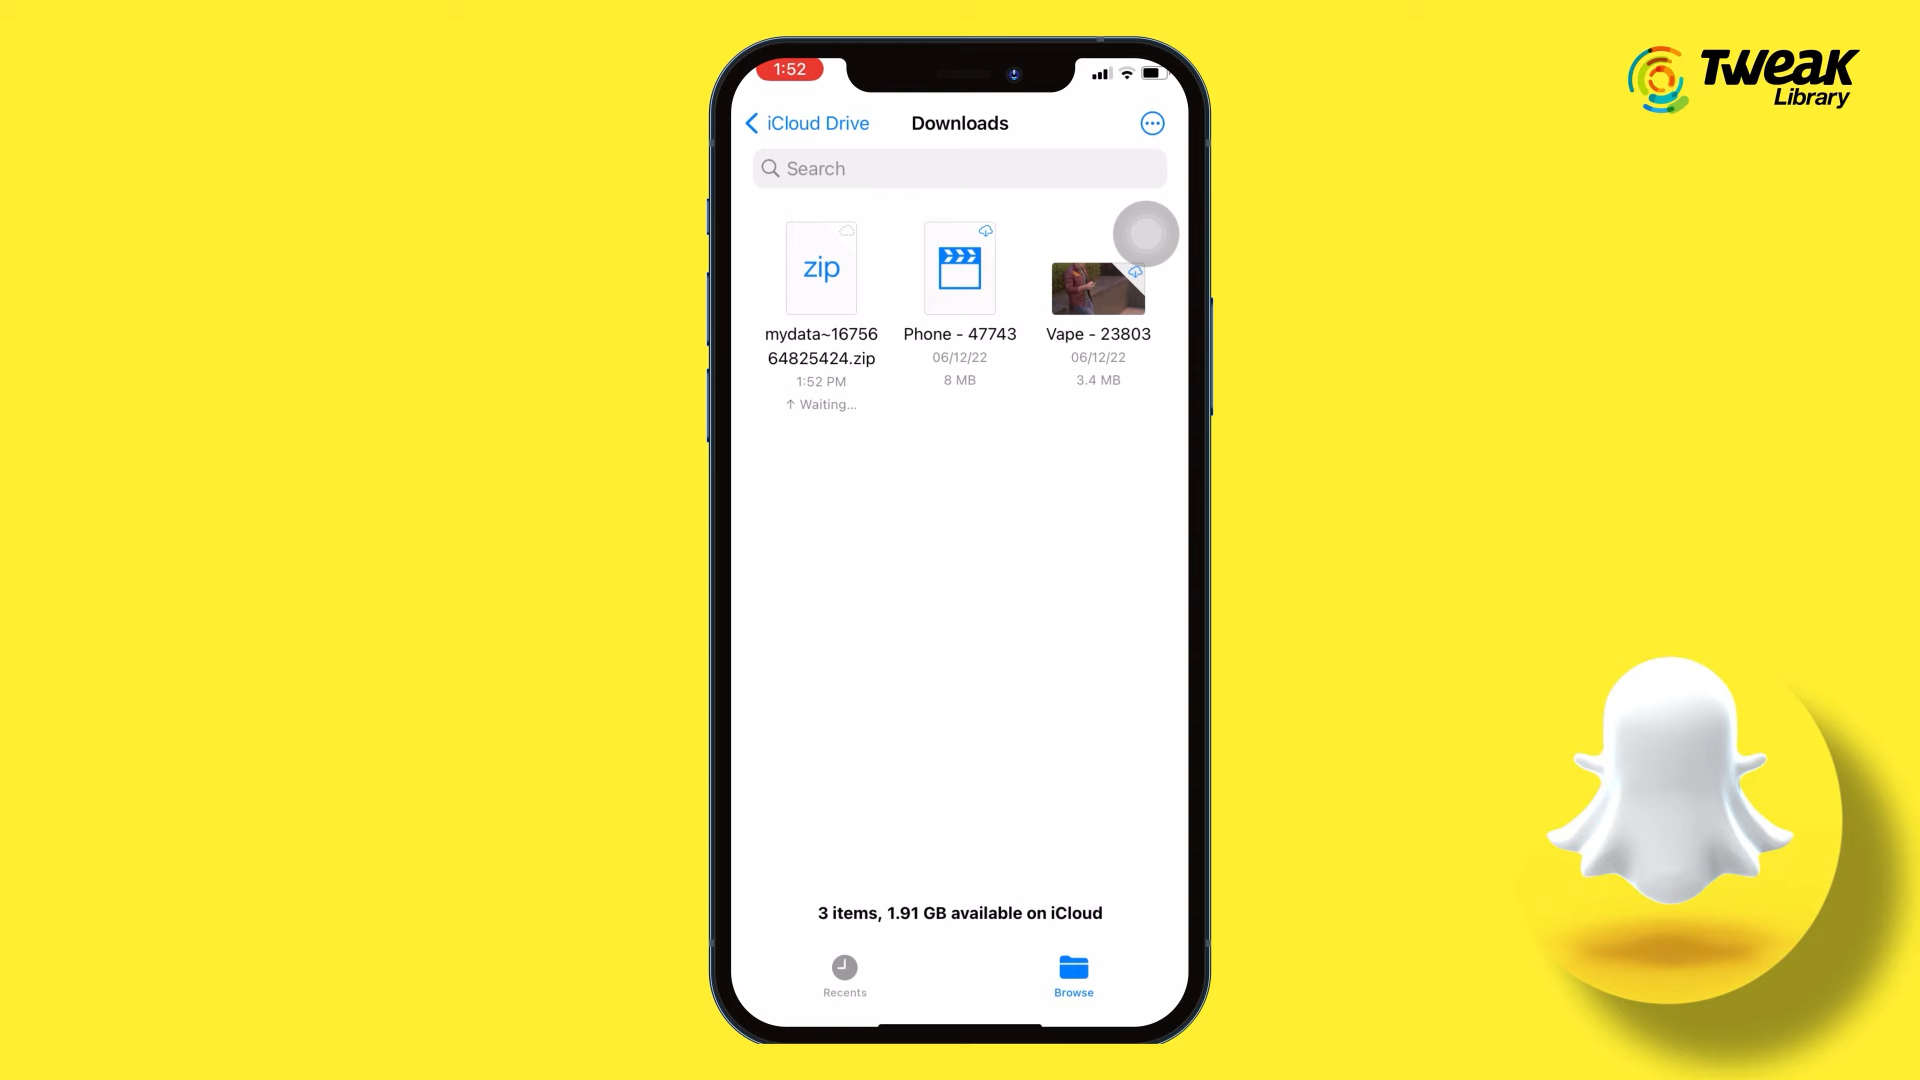 TWEAK
Library
1:52
iCloud Drive
Downloads
Search
zip
mydata~16756
64825424.zip
1:52 PM
↑ Waiting...
Phone - 47743
06/12/22
8 MB
Vape - 23803
06/12/22
3.4 MB
3 items, 1.91 GB available on iCloud
Recents
Browse